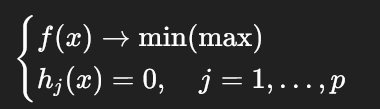 f(x) → min(max)
h_j(x) = 0, j = 1, . . . , p